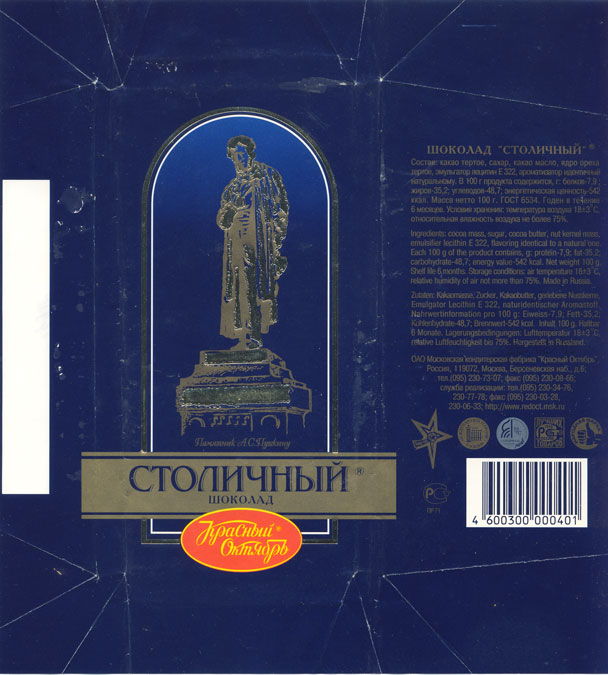 Памятник А.С.Пушкину
СТОЛИЧНЫЙ®
ШОКОЛАД
Красный®
Октябрь
ШОКОЛАД "СТОЛИЧНЫЙ"®
Состав: какао тертое, сахар, какао масло, ядро ореха
тертое, эмульгатор лецитин Е 322, ароматизатор идентичный
натуральному. В 100 г продукта содержится, г: белков-7,9;
жиров-35,2; углеводов-48,7; энергетическая ценность-542
ккал. Масса нетто 100 г. ГОСТ 6534. Годен в течение
6 месяцев. Условия хранения: температура воздуха 18±3°С,
относительная влажность воздуха не более 75%.
Ingredients: cocoa mass, sugar, cocoa butter, nut kernel mass,
emulsifier lecithin E 322, flavoring identical to a natural one.
Each 100 g of the product contains, g: protein-7,9; fat-35,2;
carbohydrate-48,7; energy value-542 kcal. Net weight 100 g.
Shelf life 6 months. Storage conditions: air temperature 18±3°C,
relative humidity of air not more than 75%. Made in Russia.
Zutaten: Kakaomasse, Zucker, Kakaobutter, geriebene Nusskerne,
Emulgator Lecithin E 322, naturidentischer Aromastoff.
Nahrwertinformation pro 100 g: Eiweiss-7,9; Fett-35,2;
Kohlenhydrate-48,7; Brennwert-542 kcal. Inhalt 100 g. Haltbar
6 Monate. Lagerungsbedingungen: Luftemperatur 18±3°C,
relative Luftfeuchtigkeit bis 75%. Hergestellt in Russland.
ОАО Московская кондитерская фабрика "Красный Октябрь",
Россия, 119072, Москва, Берсеневская наб., д.6;
тел.(095) 230-73-07; факс (095) 230-08-66;
служба реализации: тел.(095) 230-34-76,
230-77-78; факс (095) 230-03-28,
230-06-33; http://www.redoct.msk.ru
ПР71
4 600300 000401